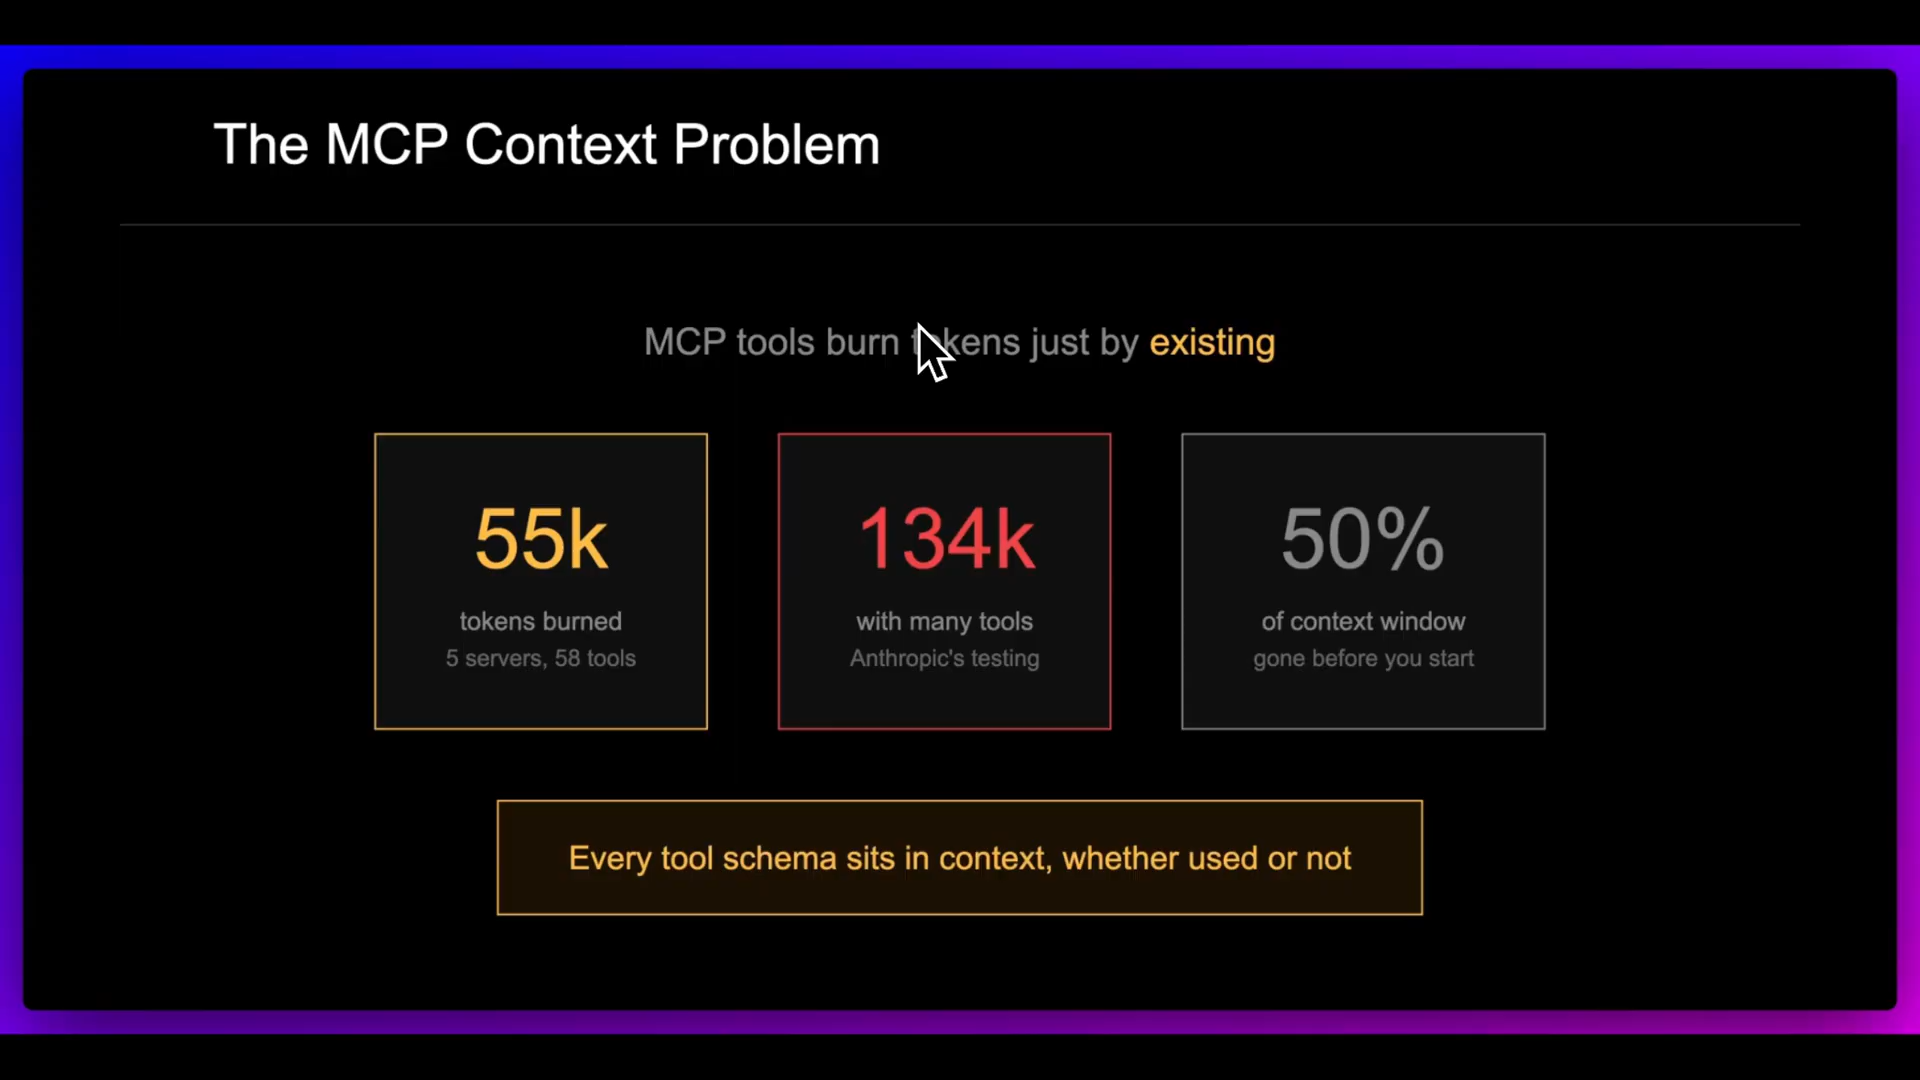 The MCP Context Problem
MCP tools burn tokens just by existing
55k
tokens burned
5 servers, 58 tools
134k
with many tools
Anthropic's testing
50%
of context window
gone before you start
Every tool schema sits in context, whether used or not